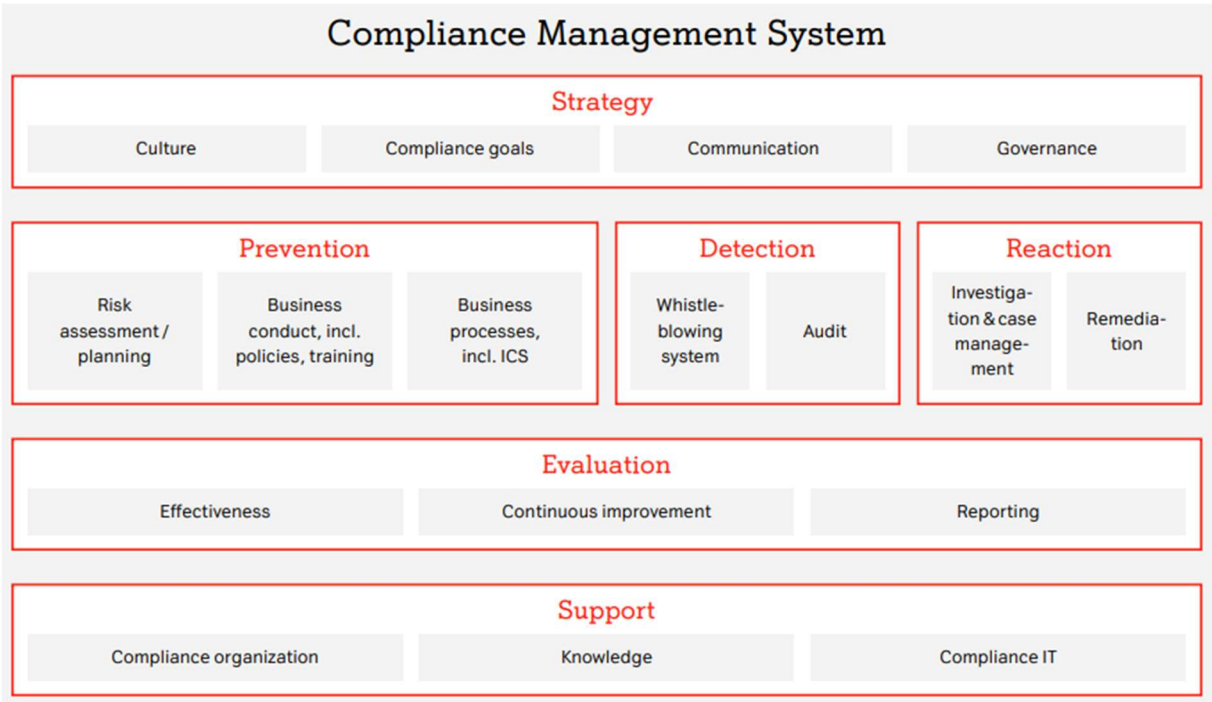 Compliance Management System
Strategy
Culture
Compliance goals
Communication
Governance
Prevention
Risk
assessment /
planning
Business
conduct, incl.
policies, training
Business
processes,
incl. ICS
Detection
Whistle-
blowing
system
Audit
Reaction
Investiga-
tion & case
manage-
ment
Remedia-
tion
Evaluation
Effectiveness
Continuous improvement
Reporting
Support
Compliance organization
Knowledge
Compliance IT